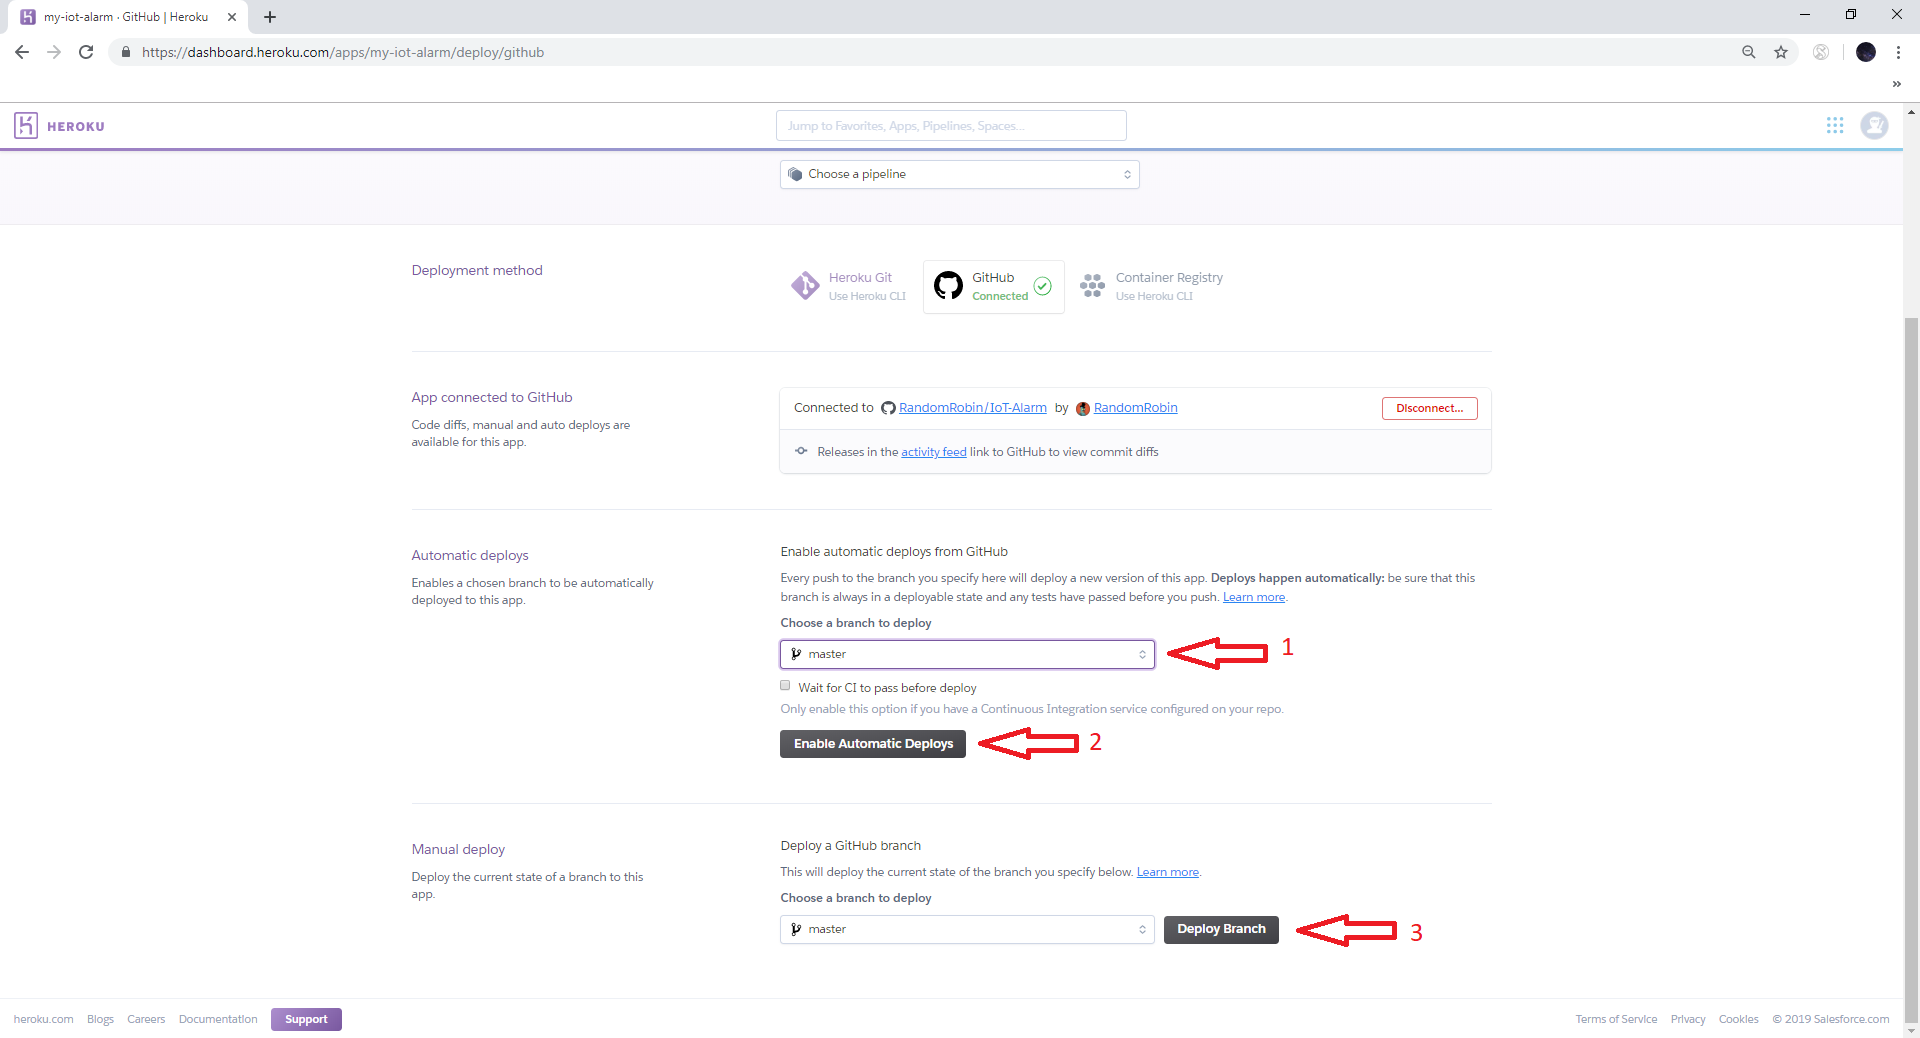 my-iot-alarm · GitHub | Heroku
https://dashboard.heroku.com/apps/my-iot-alarm/deploy/github
HEROKU
Jump to Favorites, Apps, Pipelines, Spaces...
Choose a pipeline
Deployment method
Heroku Git
Use Heroku CLI
GitHub
Connected
Container Registry
Use Heroku CLI
App connected to GitHub
Code diffs, manual and auto deploys are
available for this app.
Connected to RandomRobin/IoT-Alarm by RandomRobin
Disconnect...
Releases in the activity feed link to GitHub to view commit diffs
Automatic deploys
Enables a chosen branch to be automatically
deployed to this app.
Enable automatic deploys from GitHub
Every push to the branch you specify here will deploy a new version of this app. Deploys happen automatically: be sure that this
branch is always in a deployable state and any tests have passed before you push. Learn more.
Choose a branch to deploy
master
1
Wait for CI to pass before deploy
Only enable this option if you have a Continuous Integration service configured on your repo.
Enable Automatic Deploys
2
Manual deploy
Deploy the current state of a branch to this
app.
Deploy a GitHub branch
This will deploy the current state of the branch you specify below. Learn more.
Choose a branch to deploy
master
Deploy Branch
3
heroku.com Blogs Careers Documentation Support
Terms of Service Privacy Cookies © 2019 Salesforce.com